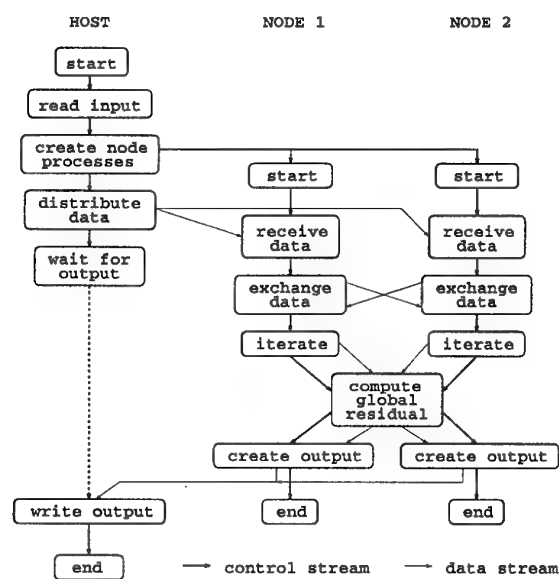 HOST NODE 1 NODE 2
start
read input
create node
processes
start start
distribute
data
receive
data
receive
data
wait for
output
exchange
data
exchange
data
iterate iterate
compute
global
residual
create output create output
write output end end
end control stream data stream